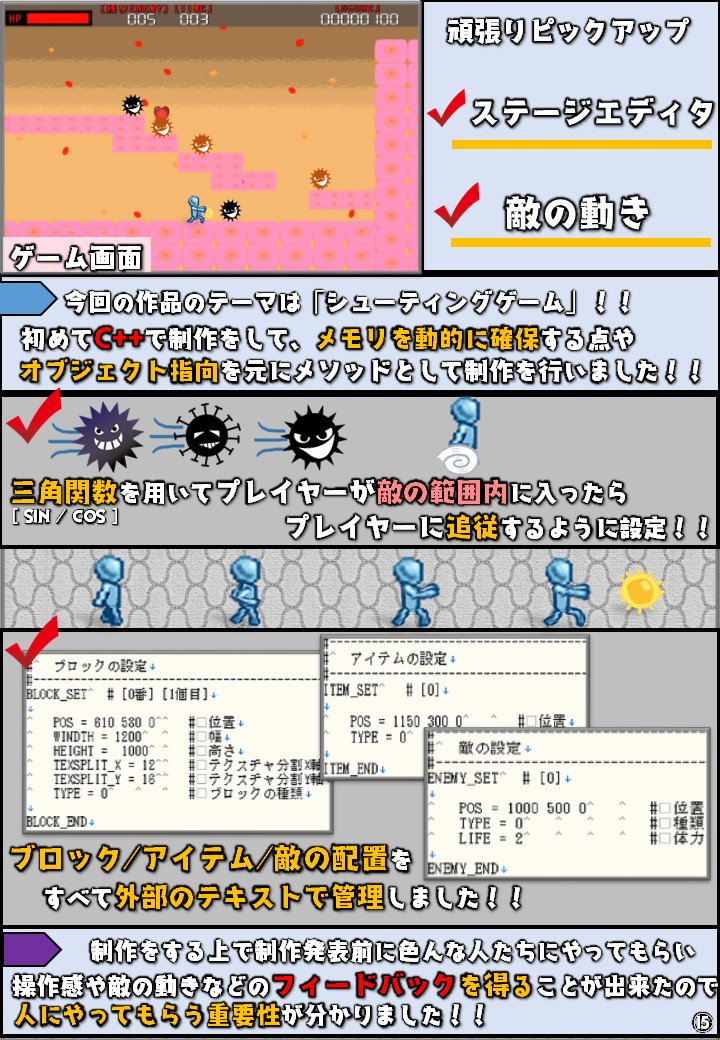 HP [残りENEMY] [TIME] [SCORE]
005 003 00000100
ゲーム画面
頑張りピックアップ
ステージエディタ
敵の動き
今回の作品のテーマは「シューティングゲーム」！！
初めてC++で制作をして、メモリを動的に確保する点や
オブジェクト指向を元にメソッドとして制作を行いました！！
三角関数を用いてプレイヤーが敵の範囲内に入ったら
[ SIN / COS ]
プレイヤーに追従するように設定！！
#^ ブロックの設定↓
#--------------------------------
BLOCK_SET^ # [0番] [1個目]↓
↓
^ POS = 610 580 0^^ #□位置↓
^ WINDTH = 1200^ ^ #□幅↓
^ HEIGHT = 1000^ ^ #□高さ↓
^ TEXSPLIT_X = 12^^ #□テクスチャ分割X軸
^ TEXSPLIT_Y = 16^^ #□テクスチャ分割Y軸
^ TYPE = 0^ ^ ^ #□ブロックの種類↓
↓
BLOCK_END↓
#--------------------------------
#^ アイテムの設定↓
#--------------------------------
ITEM_SET^ # [0]↓
↓
^ POS = 1150 300 0^ ^ #□位置↓
^ TYPE = 0^
↓
ITEM_END↓
#--------------------------------
#^ 敵の設定↓
#--------------------------------
ENEMY_SET^ # [0]↓
↓
^ POS = 1000 500 0^ ^ #□位置
^ TYPE = 0^ ^ ^ ^ #□種類
^ LIFE = 2^ ^ ^ ^ #□体力
↓
ENEMY_END↓
ブロック/アイテム/敵の配置を
すべて外部のテキストで管理しました！！
制作をする上で制作発表前に色んな人たちにやってもらい
操作感や敵の動きなどのフィードバックを得ることが出来たので
人にやってもらう重要性が分かりました！！
⑮